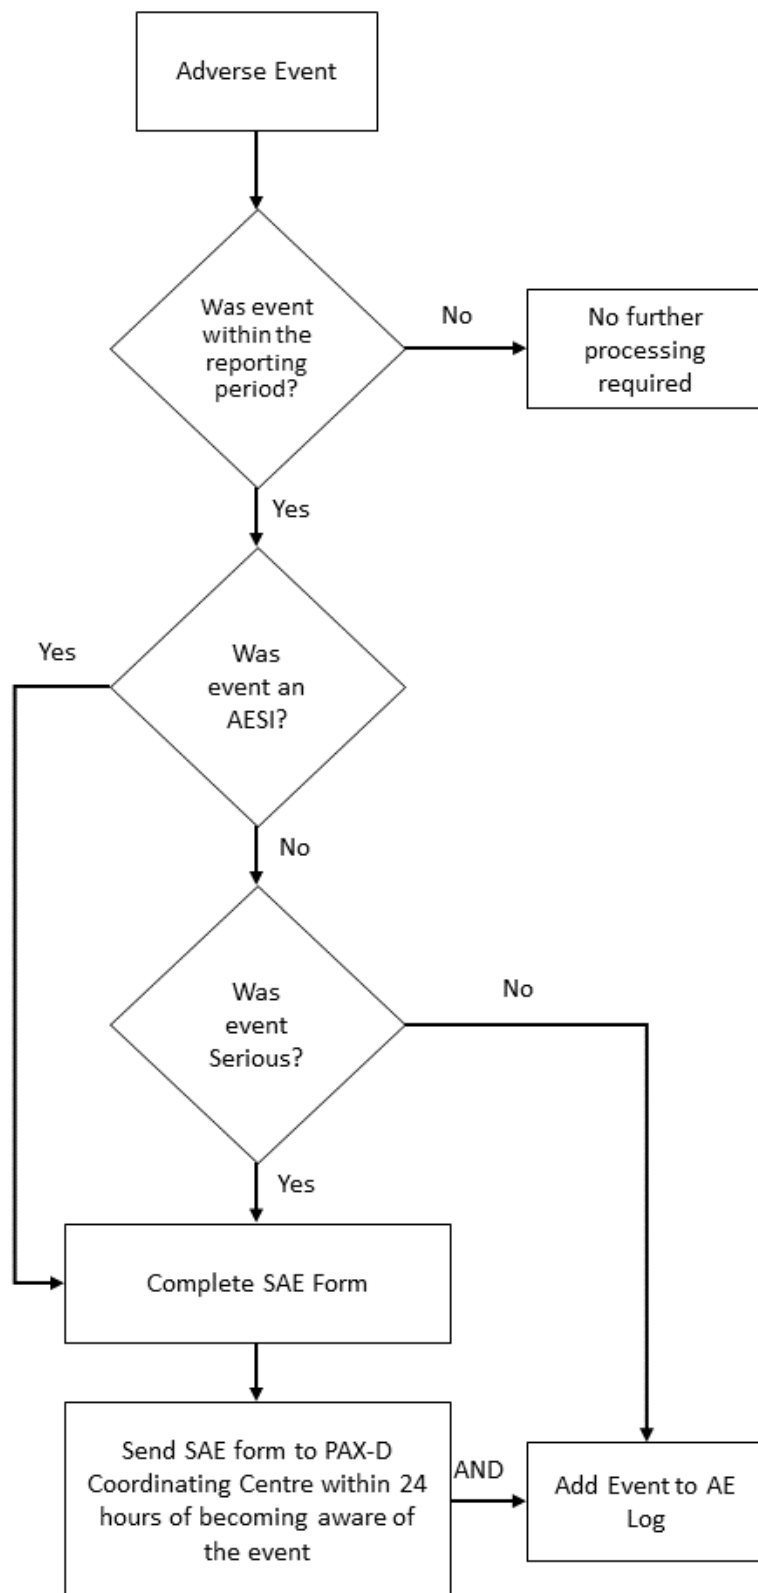 Adverse Event
Was event
within the
reporting
period?
No
No further
processing
required
Yes
Yes
Was
event an
AESI?
No
Was
event
Serious?
No
Yes
Complete SAE Form
Send SAE form to PAX-D
Coordinating Centre within 24
hours of becoming aware of
the event
AND
Add Event to AE
Log